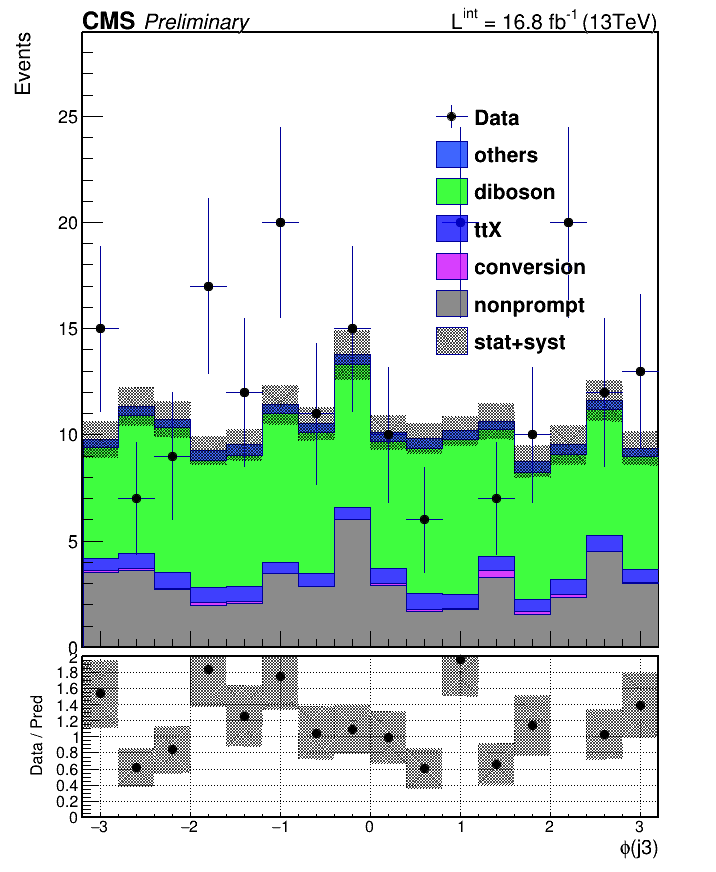 CMS Preliminary L^int = 16.8 fb^-1 (13TeV)
Events
25
20
15
10
5
0
Data
others
diboson
ttX
conversion
nonprompt
stat+syst
Data / Pred
2
1.8
1.6
1.4
1.2
1
0.8
0.6
0.4
0.2
0
−3 −2 −1 0 1 2 3
ϕ(j3)